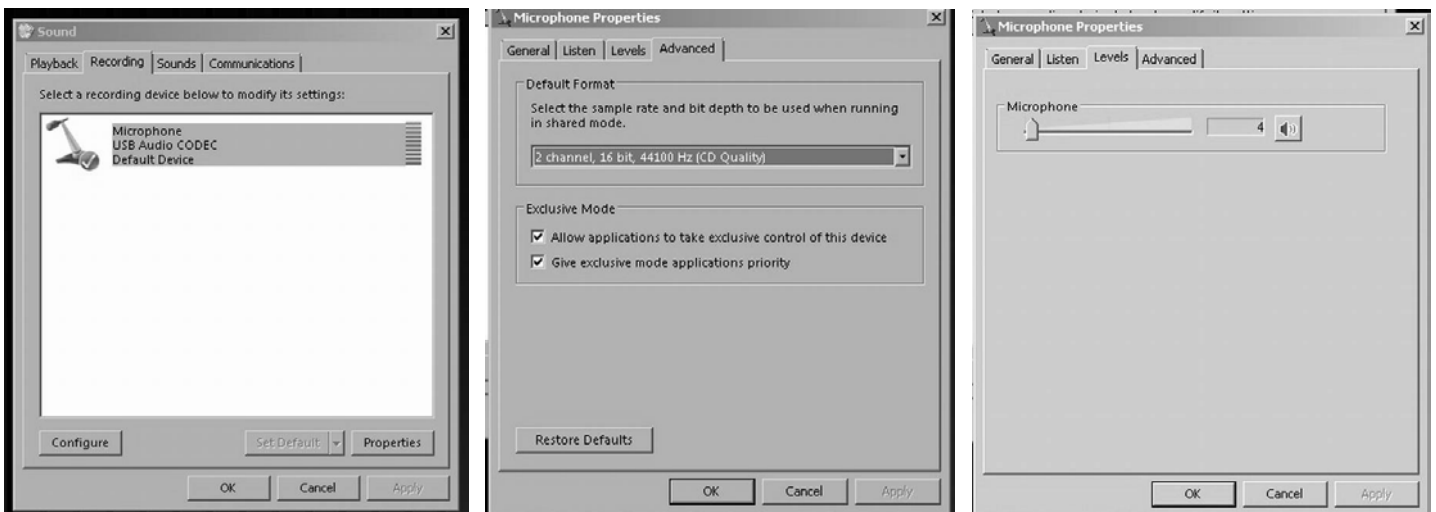 Sound
Playback Recording Sounds Communications
Select a recording device below to modify its settings:
Microphone
USB Audio CODEC
Default Device
Configure Set Default Properties
OK Cancel Apply
Microphone Properties
General Listen Levels Advanced
Default Format
Select the sample rate and bit depth to be used when running
in shared mode.
2 channel, 16 bit, 44100 Hz (CD Quality)
Exclusive Mode
Allow applications to take exclusive control of this device
Give exclusive mode applications priority
Restore Defaults
OK Cancel Apply
Microphone Properties
General Listen Levels Advanced
Microphone
4
OK Cancel Apply